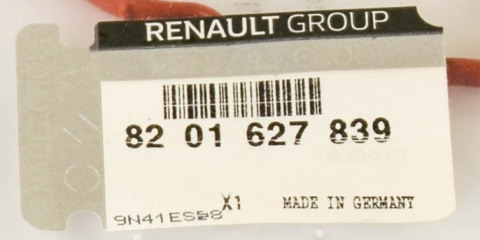 RENAULT GROUP
82 01 627 839
X1 MADE IN GERMANY